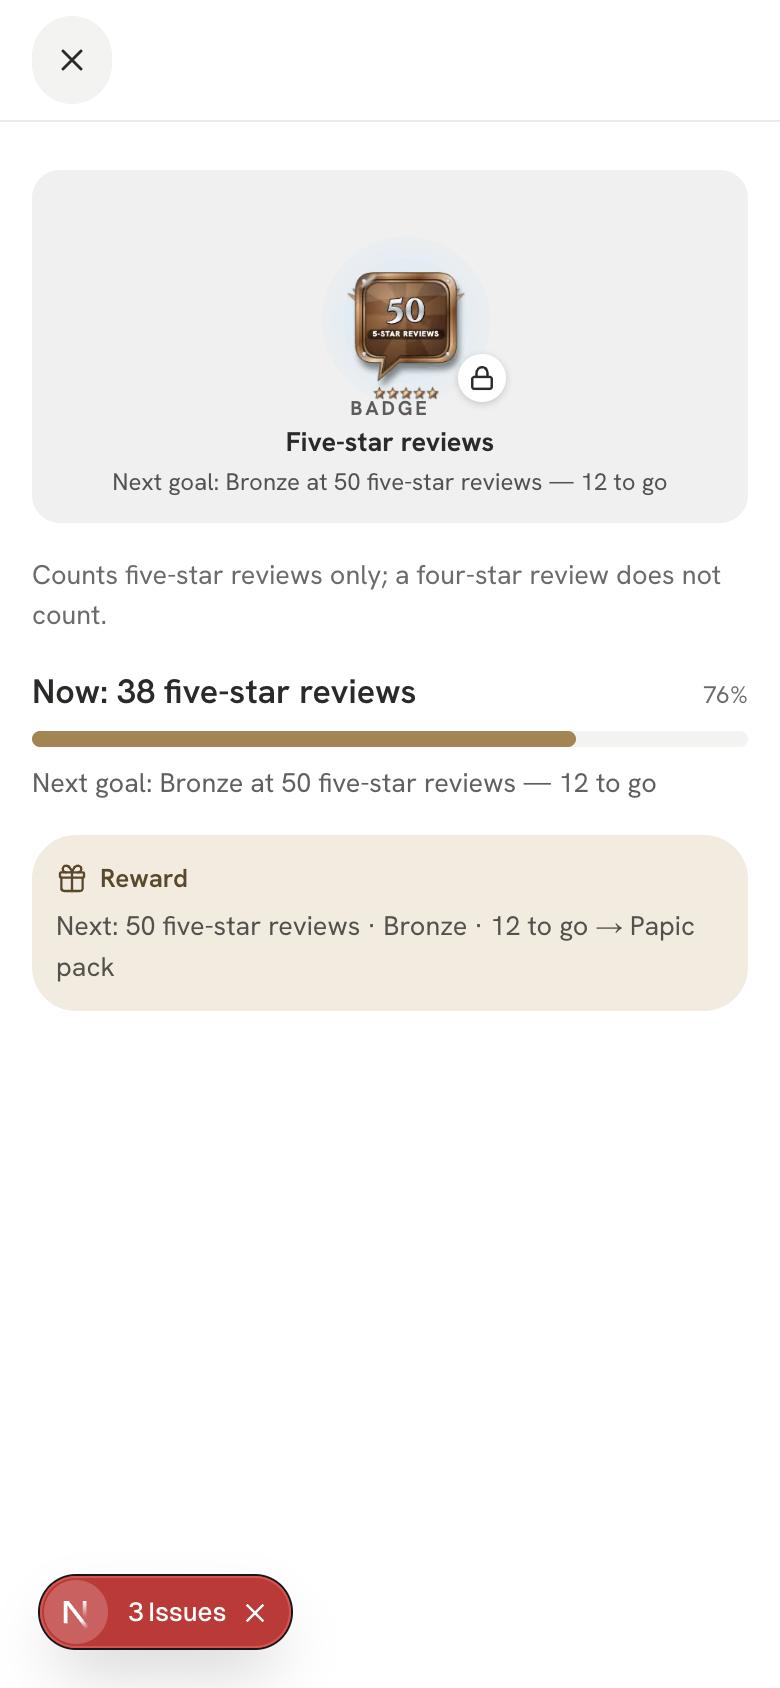 50
5-STAR REVIEWS
BADGE
Five-star reviews
Next goal: Bronze at 50 five-star reviews — 12 to go
Counts five-star reviews only; a four-star review does not
count.
Now: 38 five-star reviews
76%
Next goal: Bronze at 50 five-star reviews — 12 to go
Reward
Next: 50 five-star reviews · Bronze · 12 to go → Papic
pack
N
3 Issues